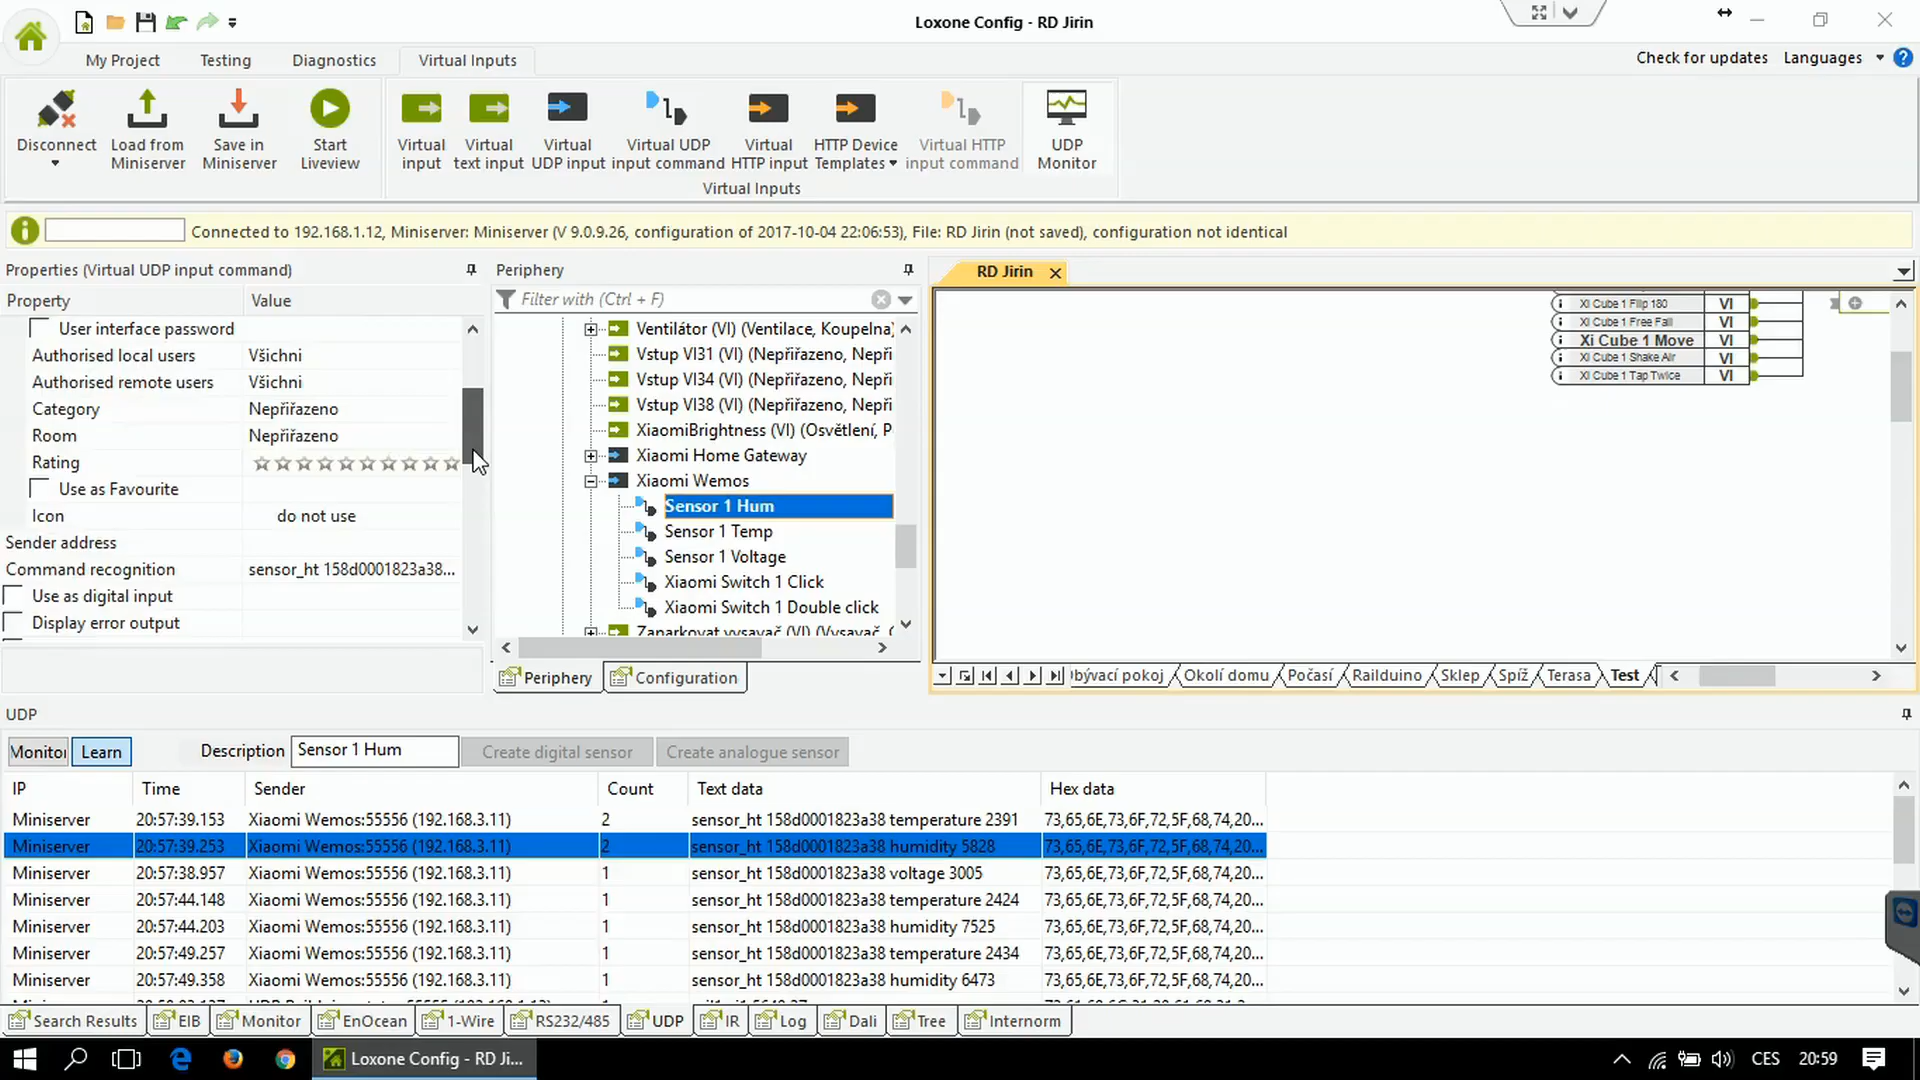 Loxone Config - RD Jirin
My Project
Testing
Diagnostics
Virtual Inputs
Check for updates
Languages
Disconnect
Load from Miniserver
Save in Miniserver
Start Liveview
Virtual input
Virtual text input
Virtual UDP input
Virtual UDP input command
Virtual HTTP input
HTTP Device Templates
Virtual HTTP input command
UDP Monitor
Virtual Inputs
Connected to 192.168.1.12, Miniserver: Miniserver (V 9.0.9.26, configuration of 2017-10-04 22:06:53), File: RD Jirin (not saved), configuration not identical
Properties (Virtual UDP input command)
Property Value
User interface password
Authorised local users Všichni
Authorised remote users Všichni
Category Nepřiřazeno
Room Nepřiřazeno
Rating
Use as Favourite
Icon do not use
Sender address
Command recognition sensor_ht 158d0001823a38...
Use as digital input
Display error output
Periphery
Filter with (Ctrl + F)
Ventilátor (VI) (Ventilace, Koupelna)
Vstup VI31 (VI) (Nepřiřazeno, Nepři
Vstup VI34 (VI) (Nepřiřazeno, Nepři
Vstup VI38 (VI) (Nepřiřazeno, Nepři
XiaomiBrightness (VI) (Osvětlení, P
Xiaomi Home Gateway
Xiaomi Wemos
Sensor 1 Hum
Sensor 1 Temp
Sensor 1 Voltage
Xiaomi Switch 1 Click
Xiaomi Switch 1 Double click
Zaparkovat vysavač (VI) (Vysavač,
Periphery
Configuration
RD Jirin
Xi Cube 1 Flip 180 VI
Xi Cube 1 Free Fall VI
Xi Cube 1 Move VI
Xi Cube 1 Shake Air VI
Xi Cube 1 Tap Twice VI
bývací pokoj
Okolí domu
Počasí
Railduino
Sklep
Spíž
Terasa
Test
UDP
Monitor
Learn
Description
Sensor 1 Hum
Create digital sensor
Create analogue sensor
IP Time Sender Count Text data Hex data
Miniserver 20:57:39.153 Xiaomi Wemos:55556 (192.168.3.11) 2 sensor_ht 158d0001823a38 temperature 2391 73,65,6E,73,6F,72,5F,68,74,20...
Miniserver 20:57:39.253 Xiaomi Wemos:55556 (192.168.3.11) 2 sensor_ht 158d0001823a38 humidity 5828 73,65,6E,73,6F,72,5F,68,74,20...
Miniserver 20:57:38.957 Xiaomi Wemos:55556 (192.168.3.11) 1 sensor_ht 158d0001823a38 voltage 3005 73,65,6E,73,6F,72,5F,68,74,20...
Miniserver 20:57:44.148 Xiaomi Wemos:55556 (192.168.3.11) 1 sensor_ht 158d0001823a38 temperature 2424 73,65,6E,73,6F,72,5F,68,74,20...
Miniserver 20:57:44.203 Xiaomi Wemos:55556 (192.168.3.11) 1 sensor_ht 158d0001823a38 humidity 7525 73,65,6E,73,6F,72,5F,68,74,20...
Miniserver 20:57:49.257 Xiaomi Wemos:55556 (192.168.3.11) 1 sensor_ht 158d0001823a38 temperature 2434 73,65,6E,73,6F,72,5F,68,74,20...
Miniserver 20:57:49.358 Xiaomi Wemos:55556 (192.168.3.11) 1 sensor_ht 158d0001823a38 humidity 6473 73,65,6E,73,6F,72,5F,68,74,20...
Search Results
EIB
Monitor
EnOcean
1-Wire
RS232/485
UDP
IR
Log
Dali
Tree
Internorm
Loxone Config - RD Ji...
CES
20:59